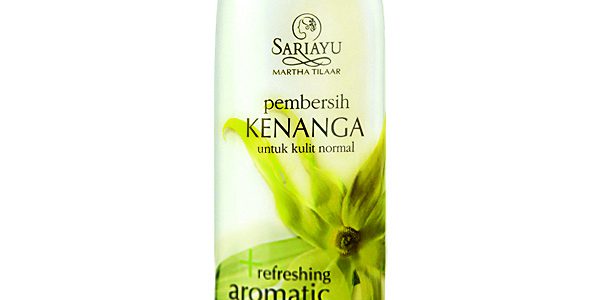 SARIAYU
MARTHA TILAAR
pembersih
KENANGA
untuk kulit normal
+refreshing
aromatic